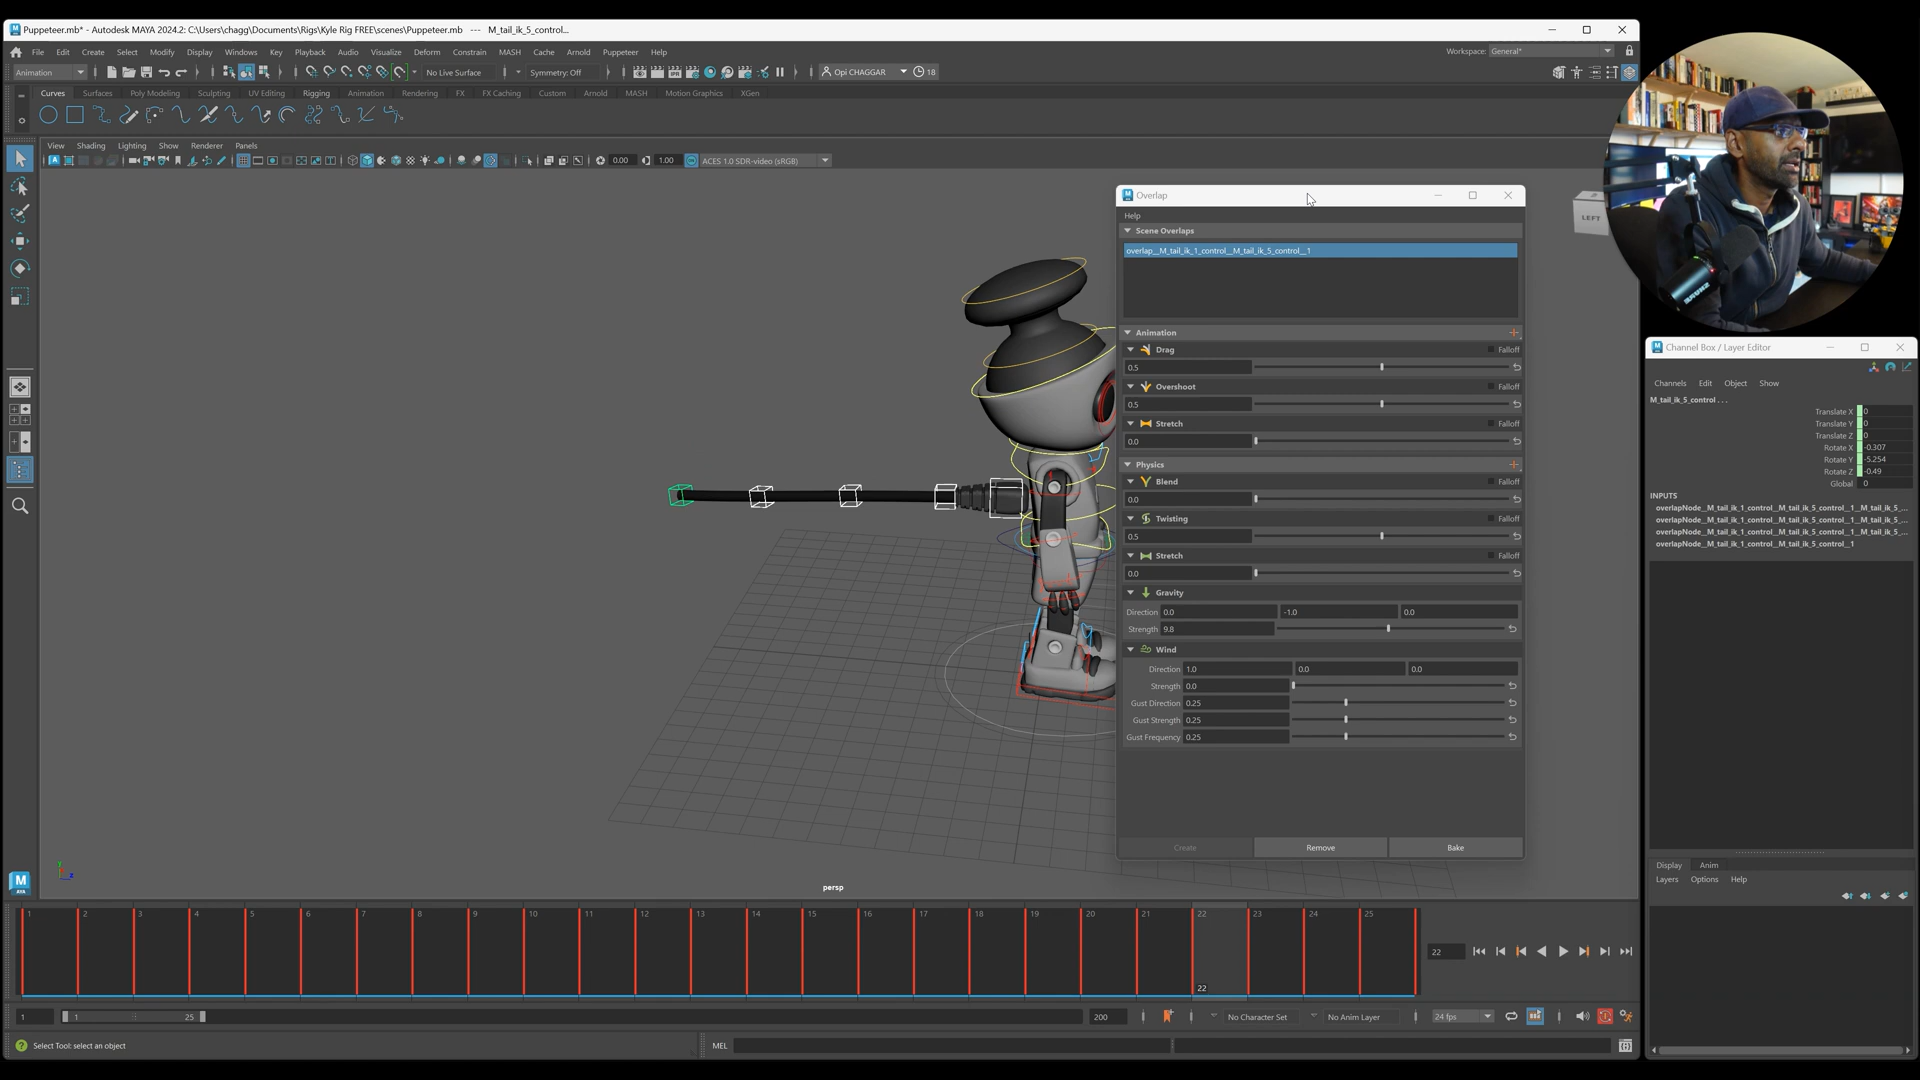 Puppeteer.mb* - Autodesk MAYA 2024.2: C:\Users\chagg\Documents\Rigs\Kyle Rig FREE\scenes\Puppeteer.mb --- M_tail_ik_5_control...
File Edit Create Select Modify Display Windows Key Playback Audio Visualize Deform Constrain MASH Cache Arnold Puppeteer Help
Workspace: General*
Animation
No Live Surface
Symmetry: Off
Opi CHAGGAR
18
Curves Surfaces Poly Modeling Sculpting UV Editing Rigging Animation Rendering FX FX Caching Custom Arnold MASH Motion Graphics XGen
View Shading Lighting Show Renderer Panels
0.00
1.00
ACES 1.0 SDR-video (sRGB)
LEFT
Overlap
Help
Scene Overlaps
overlap__M_tail_ik_1_control__M_tail_ik_5_control__1
Animation
Drag Falloff
0.5
Overshoot Falloff
0.5
Stretch Falloff
0.0
Physics
Blend Falloff
0.0
Twisting Falloff
0.5
Stretch Falloff
0.0
Gravity
Direction 0.0 -1.0 0.0
Strength 9.8
Wind
Direction 1.0 0.0 0.0
Strength 0.0
Gust Direction 0.25
Gust Strength 0.25
Gust Frequency 0.25
Create Remove Bake
persp
Channel Box / Layer Editor
Channels Edit Object Show
M_tail_ik_5_control . . .
Translate X 0
Translate Y 0
Translate Z 0
Rotate X -0.307
Rotate Y -5.254
Rotate Z -0.49
Global 0
INPUTS
overlapNode__M_tail_ik_1_control__M_tail_ik_5_control__1__M_tail_ik_5_...
overlapNode__M_tail_ik_1_control__M_tail_ik_5_control__1__M_tail_ik_5_...
overlapNode__M_tail_ik_1_control__M_tail_ik_5_control__1__M_tail_ik_5_...
overlapNode__M_tail_ik_1_control__M_tail_ik_5_control__1
Display Anim
Layers Options Help
1 2 3 4 5 6 7 8 9 10 11 12 13 14 15 16 17 18 19 20 21 22 23 24 25
22
22
1
1
25
200
No Character Set
No Anim Layer
24 fps
Select Tool: select an object
MEL